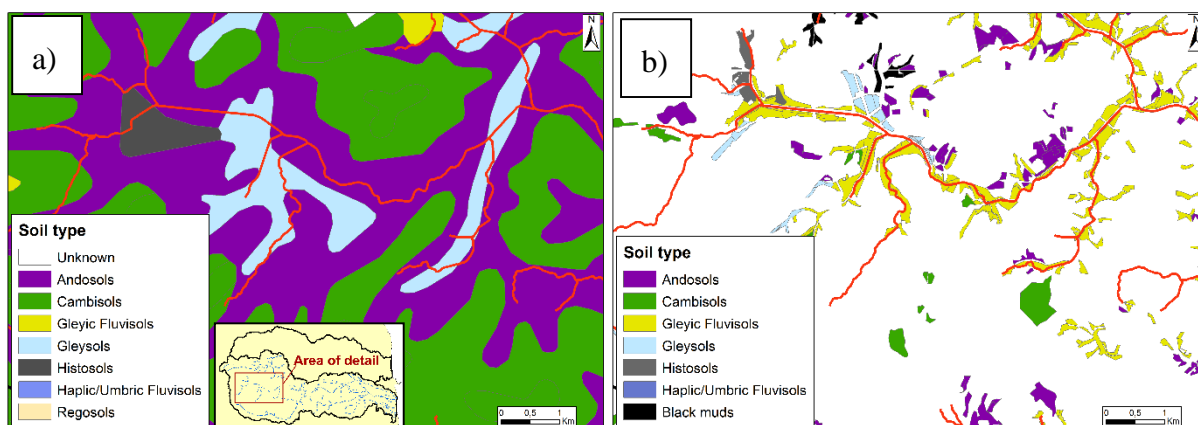 a)
N
Soil type
Unknown
Andosols
Cambisols
Gleyic Fluvisols
Gleysols
Histosols
Haplic/Umbric Fluvisols
Regosols
Area of detail
0 0,5 1
Km
b)
N
Soil type
Andosols
Cambisols
Gleyic Fluvisols
Gleysols
Histosols
Haplic/Umbric Fluvisols
Black muds
0 0,5 1
Km